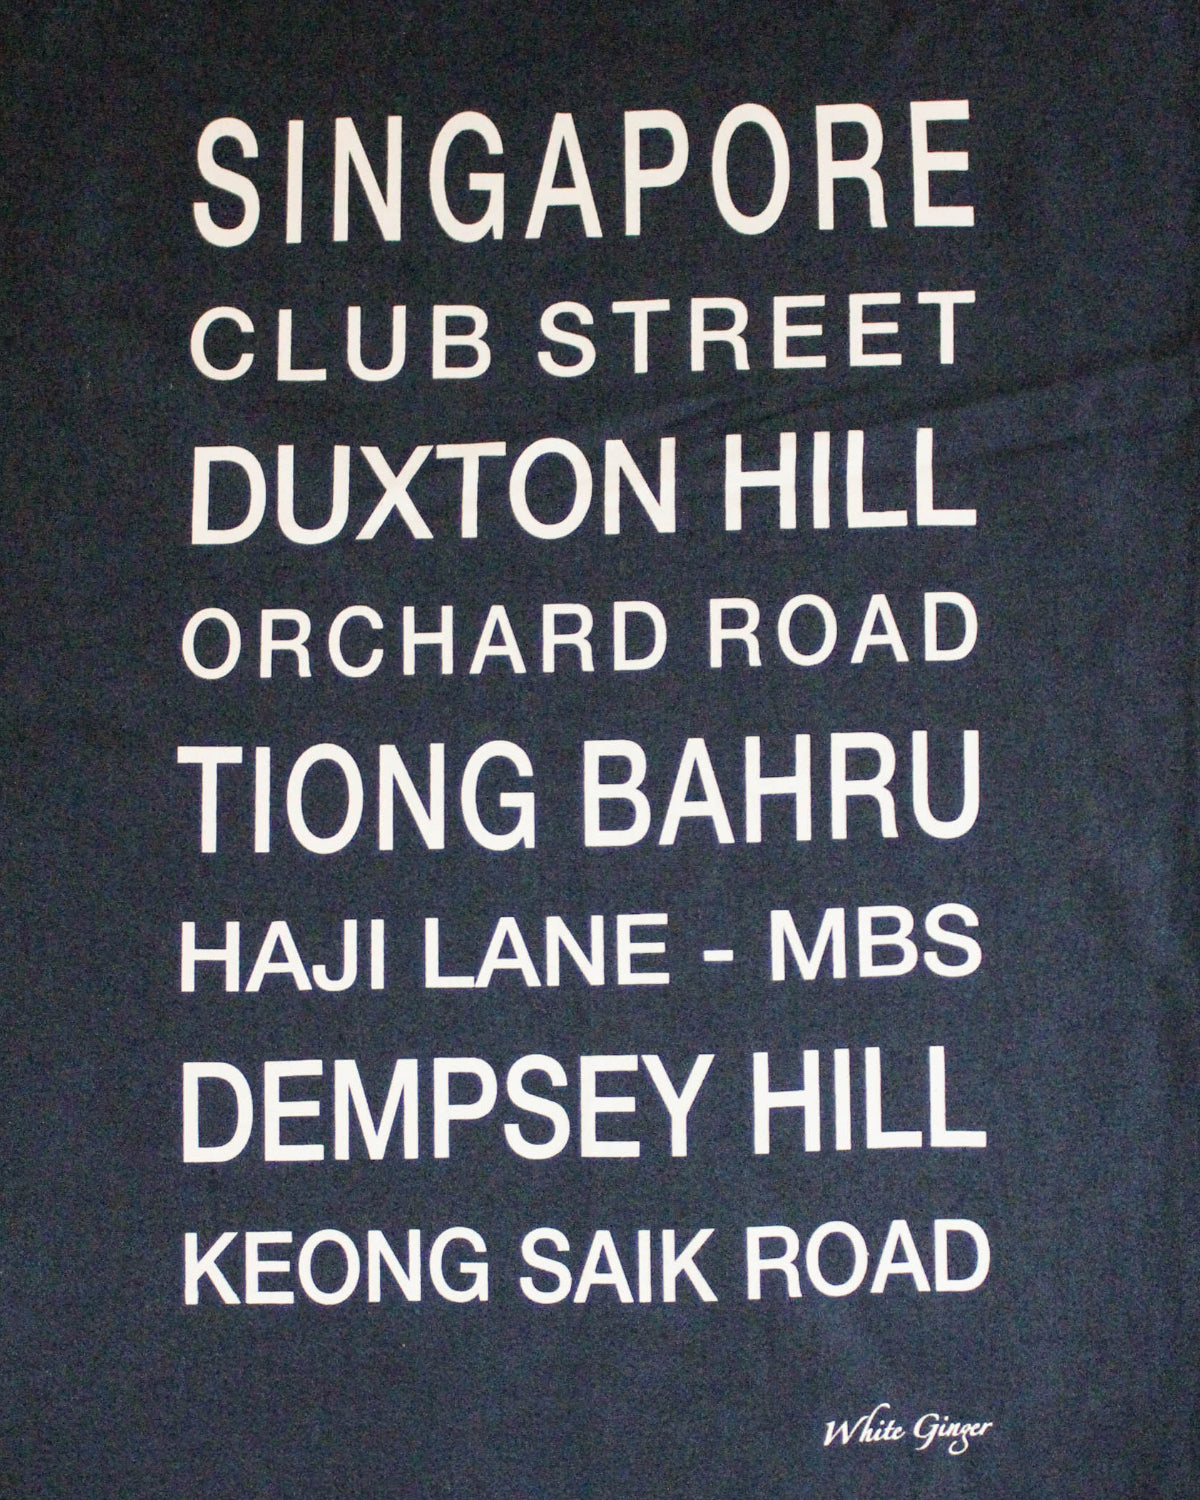 SINGAPORE
CLUB STREET
DUXTON HILL
ORCHARD ROAD
TIONG BAHRU
HAJI LANE - MBS
DEMPSEY HILL
KEONG SAIK ROAD
White Ginger